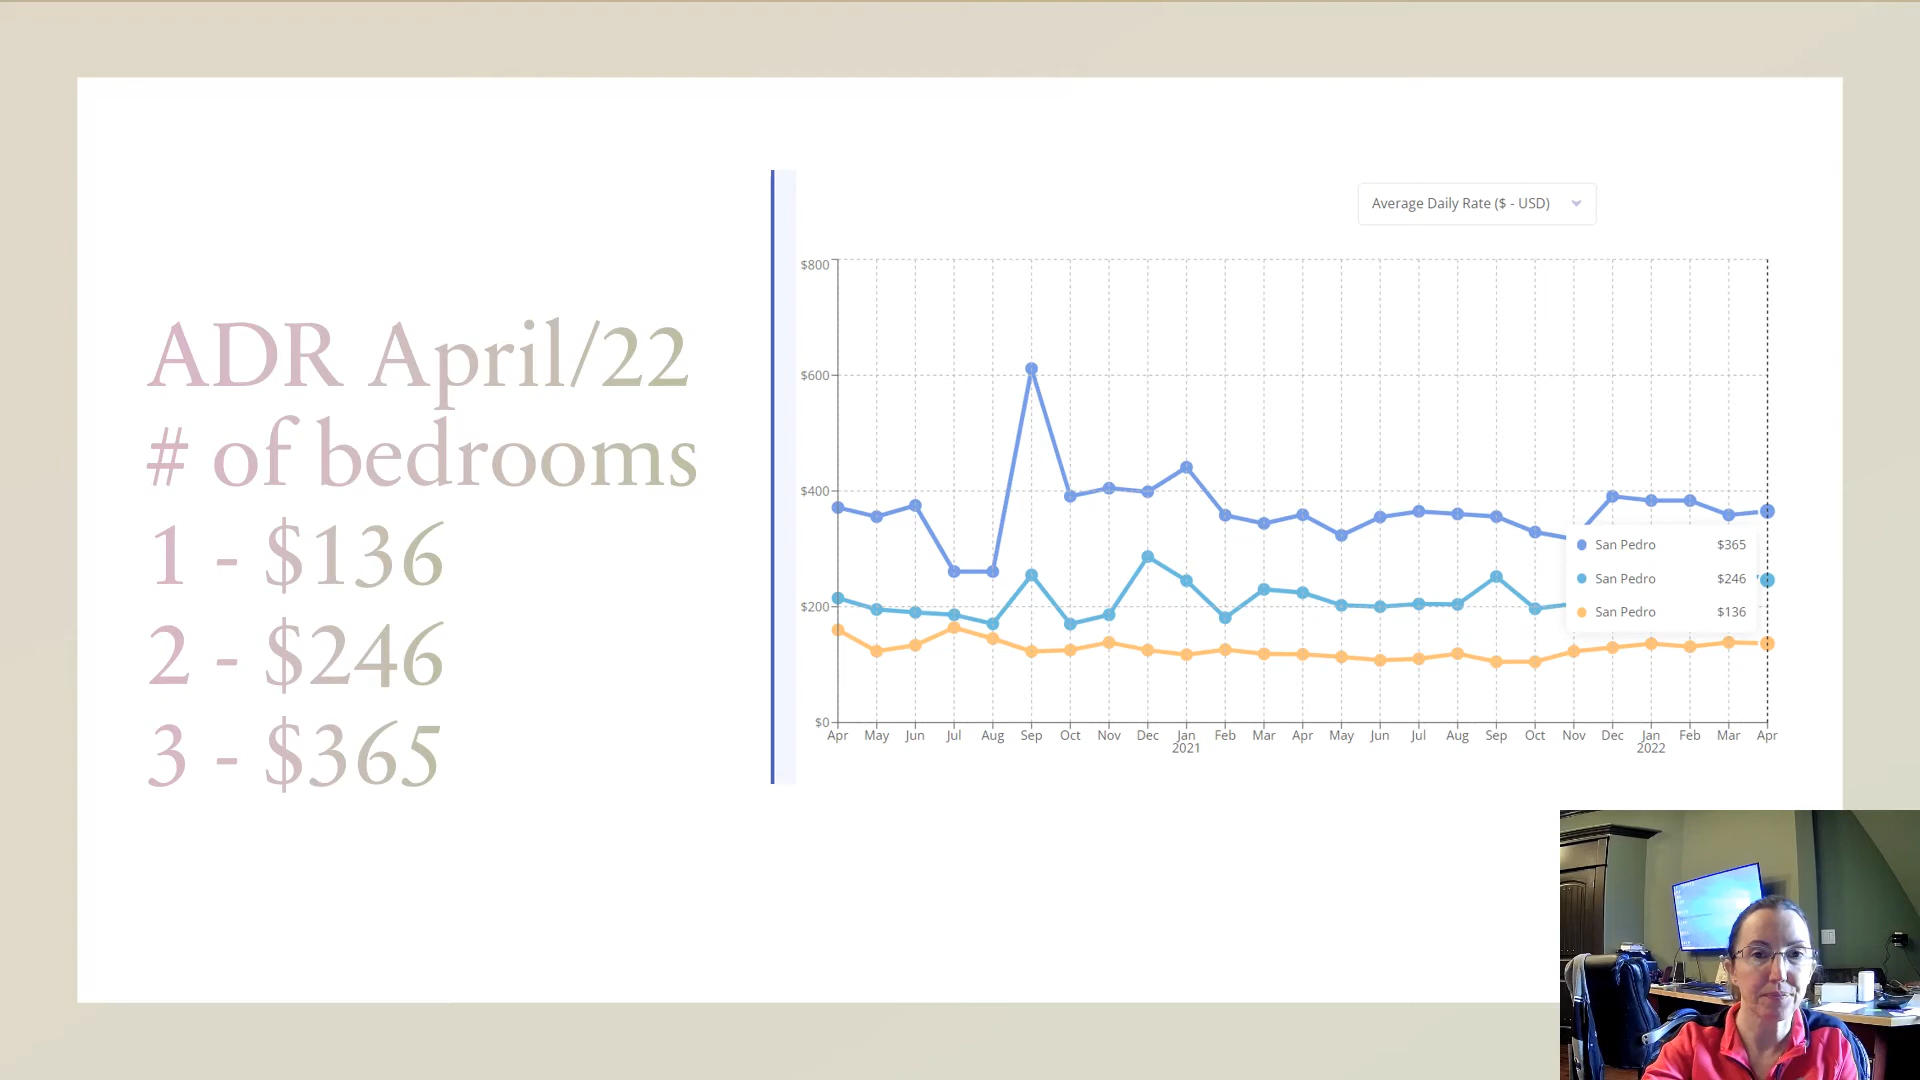 ADR April/22
# of bedrooms
1 - $136
2 - $246
3 - $365
Average Daily Rate ($ - USD)
$800
$600
$400
$200
$0
San Pedro $365
San Pedro $246
San Pedro $136
Apr May Jun Jul Aug Sep Oct Nov Dec Jan Feb Mar Apr May Jun Jul Aug Sep Oct Nov Dec Jan Feb Mar Apr
2021 2022